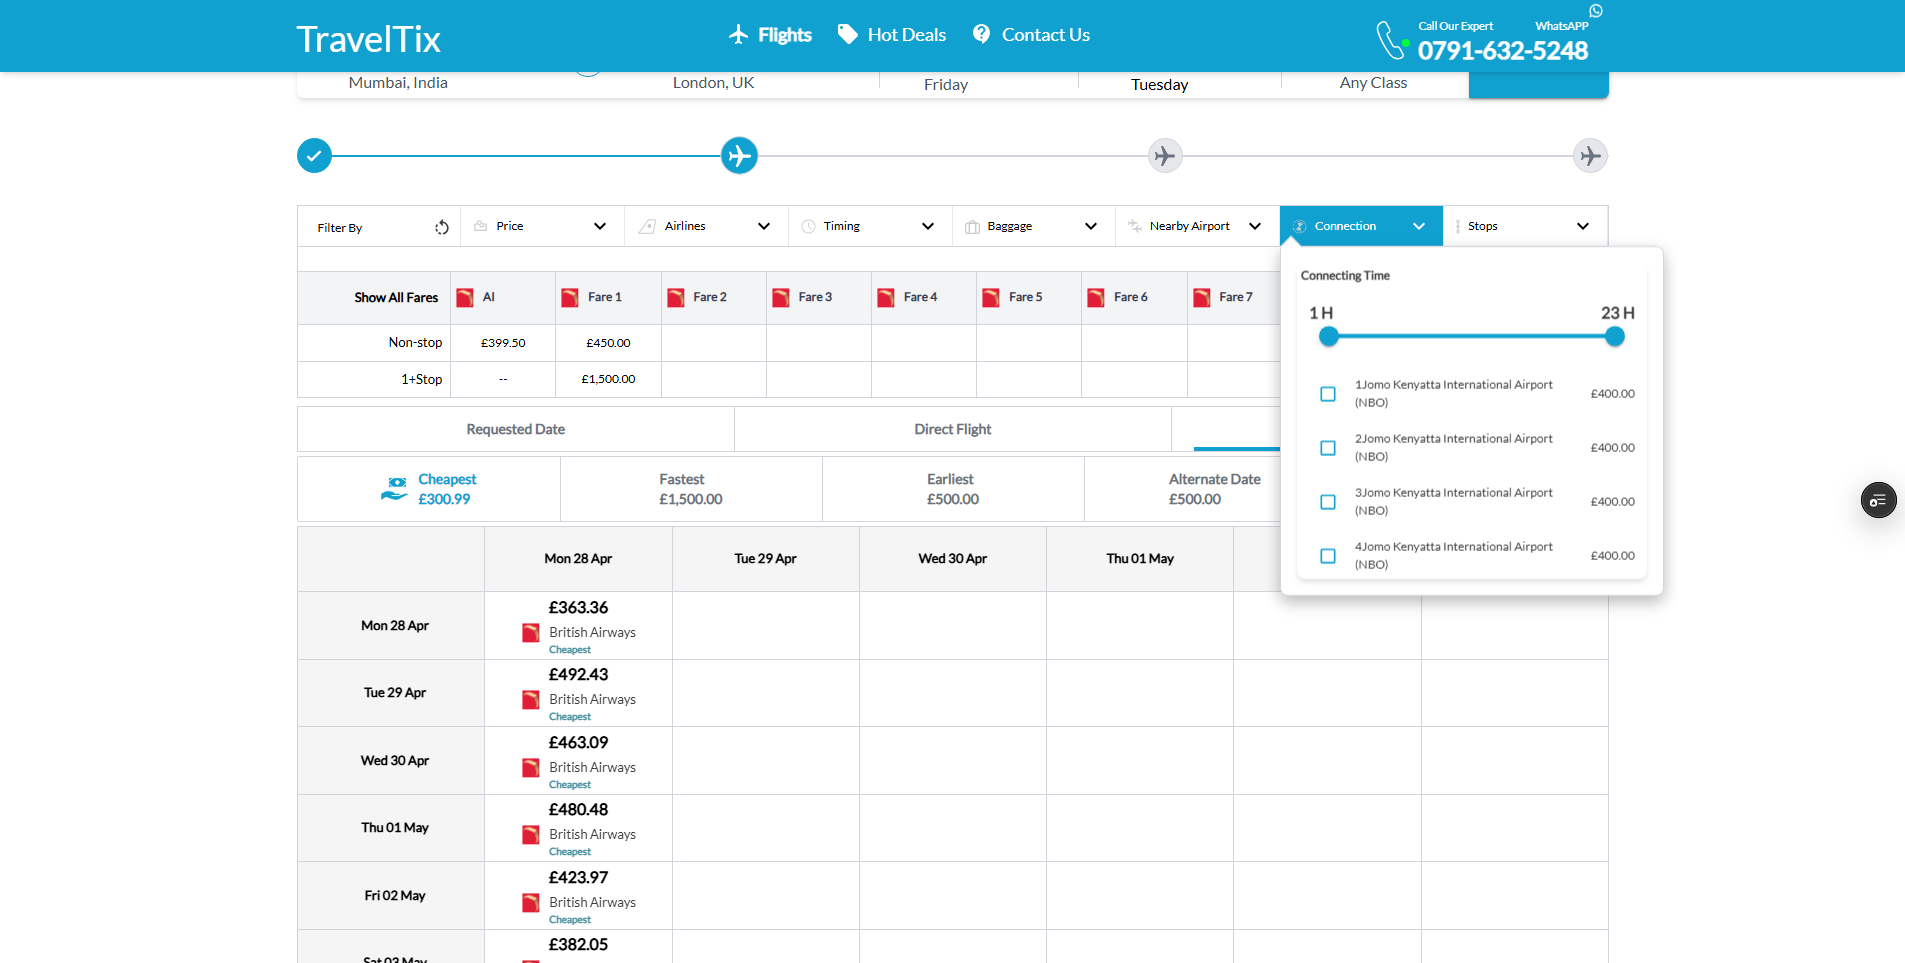 TravelTix
Flights
Hot Deals
Contact Us
Call Our Expert
WhatsAPP
0791-632-5248
Mumbai, India
London, UK
Friday
Tuesday
Any Class
Filter By
Price
Airlines
Timing
Baggage
Nearby Airport
Connection
Stops
Connecting Time
1 H
23 H
1Jomo Kenyatta International Airport
(NBO)
£400.00
2Jomo Kenyatta International Airport
(NBO)
£400.00
3Jomo Kenyatta International Airport
(NBO)
£400.00
4Jomo Kenyatta International Airport
(NBO)
£400.00
Show All Fares
AI
Fare 1
Fare 2
Fare 3
Fare 4
Fare 5
Fare 6
Fare 7
Non-stop
£399.50
£450.00
1+Stop
--
£1,500.00
Requested Date
Direct Flight
Cheapest
£300.99
Fastest
£1,500.00
Earliest
£500.00
Alternate Date
£500.00
Mon 28 Apr
Tue 29 Apr
Wed 30 Apr
Thu 01 May
Mon 28 Apr
£363.36
British Airways
Cheapest
Tue 29 Apr
£492.43
British Airways
Cheapest
Wed 30 Apr
£463.09
British Airways
Cheapest
Thu 01 May
£480.48
British Airways
Cheapest
Fri 02 May
£423.97
British Airways
Cheapest
Sat 03 May
£382.05